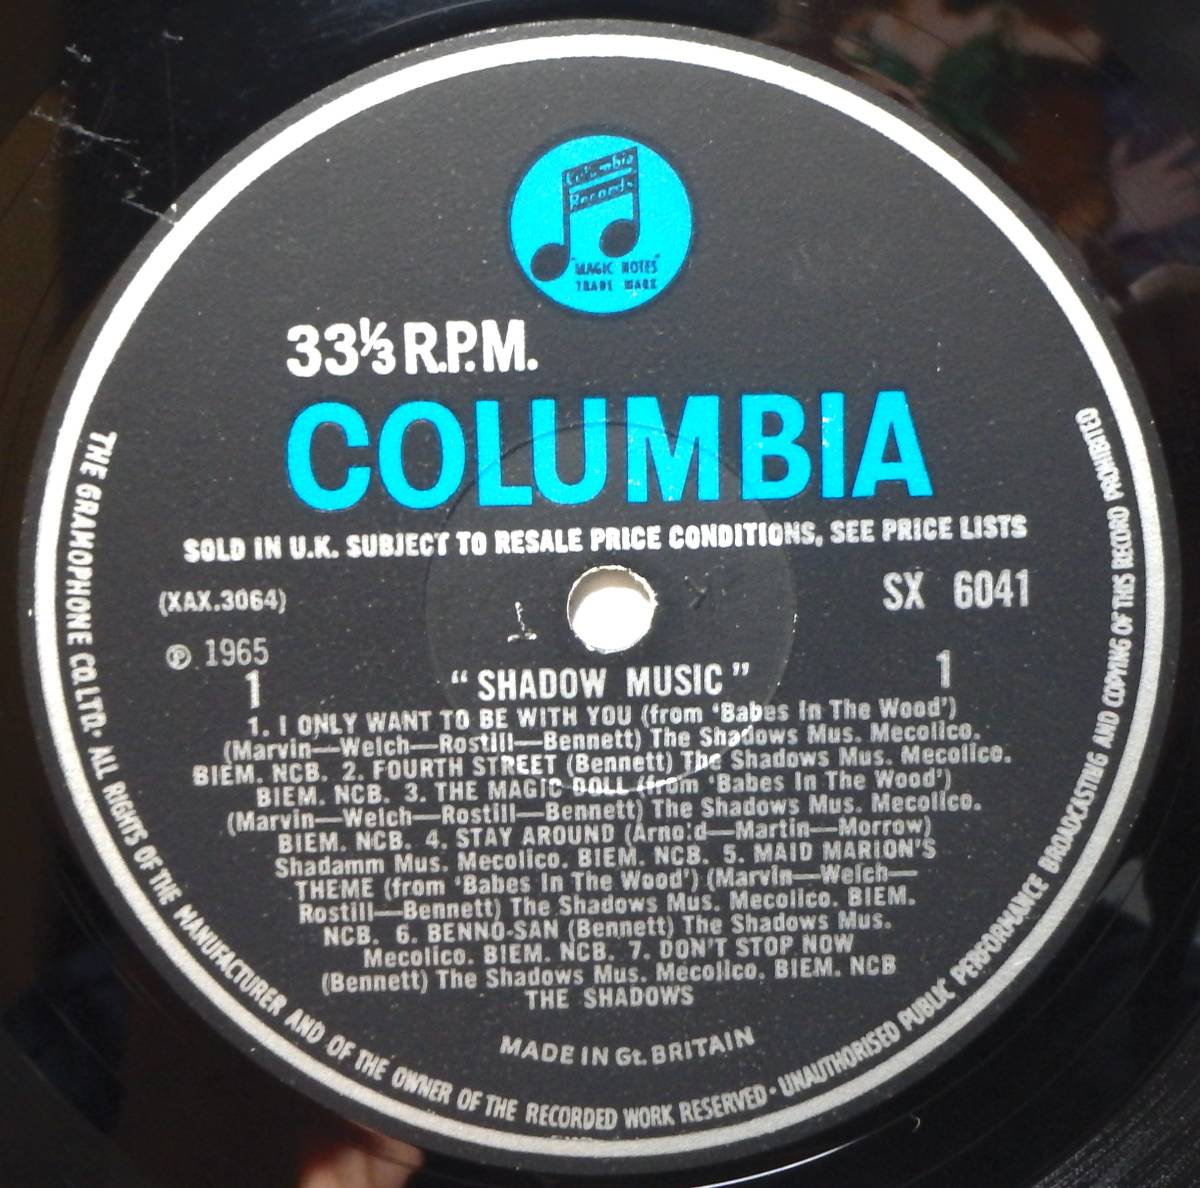 Columbia
Records
"MAGIC NOTES"
TRADE MARK
33⅓ R.P.M.
COLUMBIA
SOLD IN U.K. SUBJECT TO RESALE PRICE CONDITIONS, SEE PRICE LISTS
(XAX.3064)
SX 6041
℗ 1965
1
1
“SHADOW MUSIC”
1. I ONLY WANT TO BE WITH YOU (from ‘Babes In The Wood’)
(Marvin—Welch—Rostill—Bennett) The Shadows Mus. Mecolico.
BIEM. NCB. 2. FOURTH STREET (Bennett) The Shadows Mus. Mecolico.
BIEM. NCB. 3. THE MAGIC DOLL (from ‘Babes In The Wood’)
(Marvin—Welch—Rostill—Bennett) The Shadows Mus. Mecolico.
BIEM. NCB. 4. STAY AROUND (Arnold—Martin—Morrow)
Shadamm Mus. Mecolico. BIEM. NCB. 5. MAID MARION'S
THEME (from ‘Babes In The Wood’) (Marvin—Welch—
Rostill—Bennett) The Shadows Mus. Mecolico. BIEM.
NCB. 6. BENNO-SAN (Bennett) The Shadows Mus.
Mecolico. BIEM. NCB. 7. DON'T STOP NOW
(Bennett) The Shadows Mus. Mecolico. BIEM. NCB
THE SHADOWS
MADE IN Gt. BRITAIN
THE GRAMOPHONE CO. LTD. ALL RIGHTS OF THE MANUFACTURER AND OF THE OWNER OF THE RECORDED WORK RESERVED · UNAUTHORISED PUBLIC PERFORMANCE BROADCASTING AND COPYING OF THIS RECORD PROHIBITED